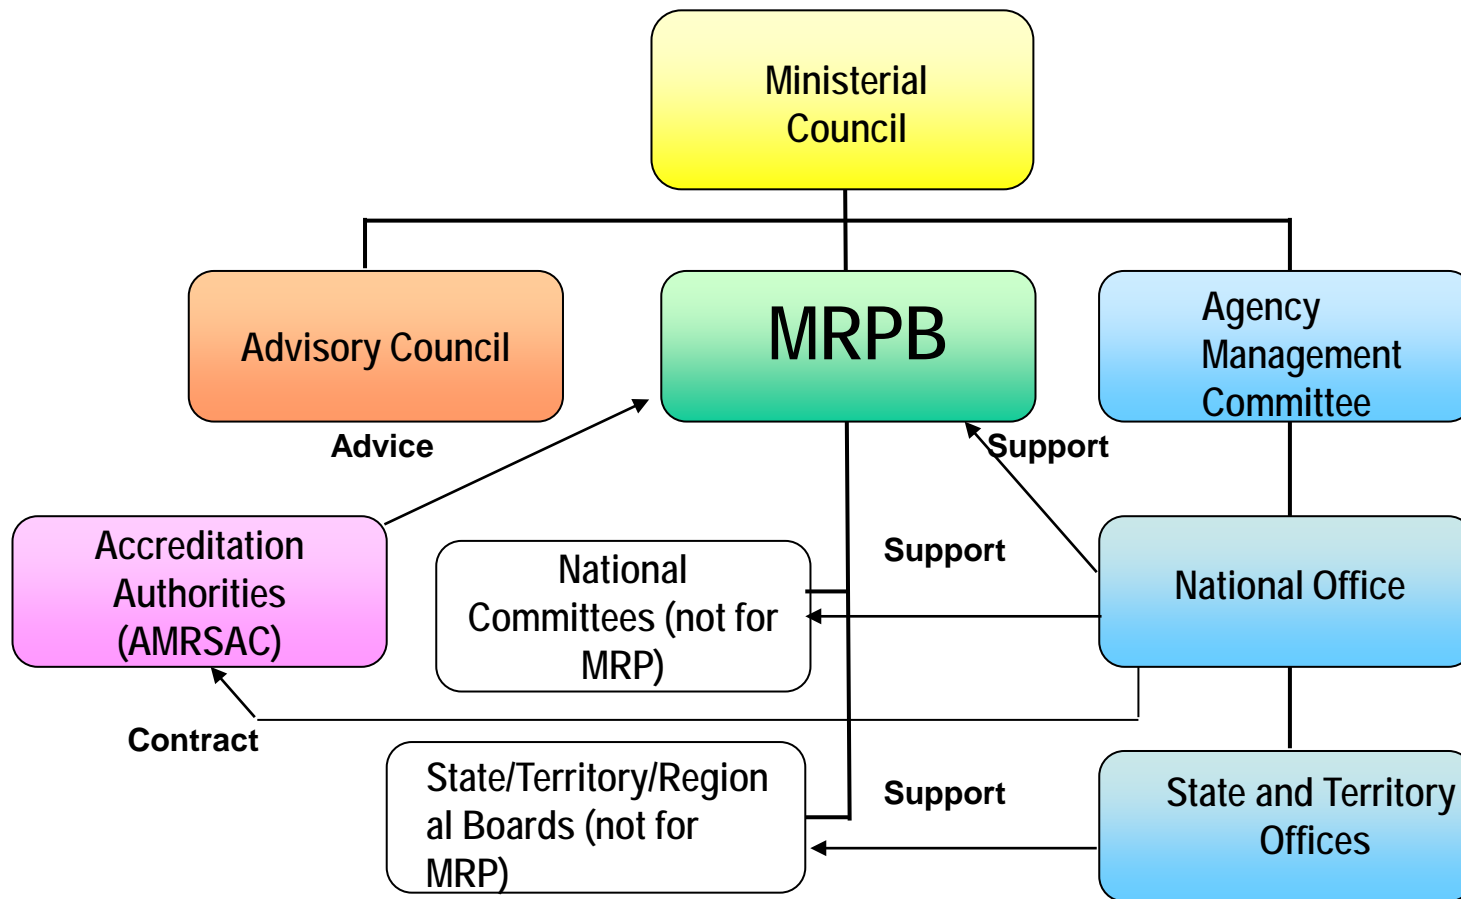 Ministerial
Council
Advisory Council
MRPB
Agency
Management
Committee
Advice
Support
Accreditation
Authorities
(AMRSAC)
National
Committees (not for
MRP)
Support
National Office
Contract
State/Territory/Region
al Boards (not for
MRP)
Support
State and Territory
Offices